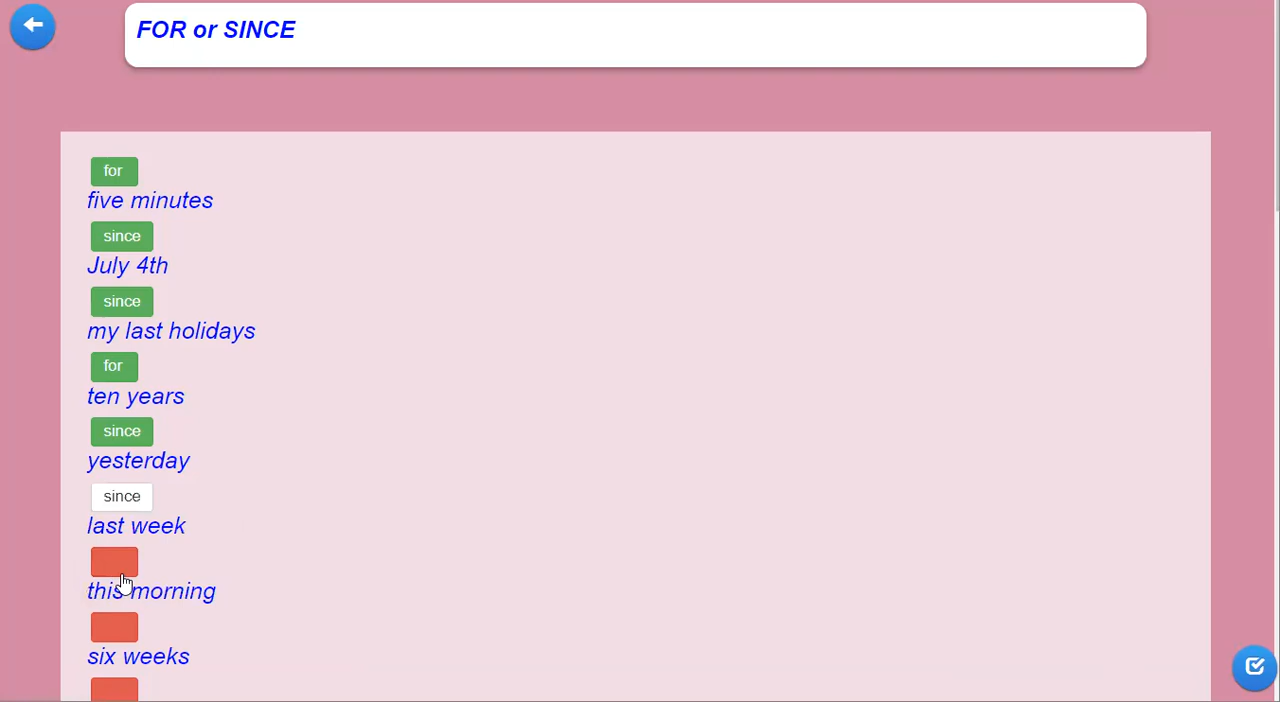 FOR or SINCE
for
five minutes
since
July 4th
since
my last holidays
for
ten years
since
yesterday
since
last week
this morning
six weeks